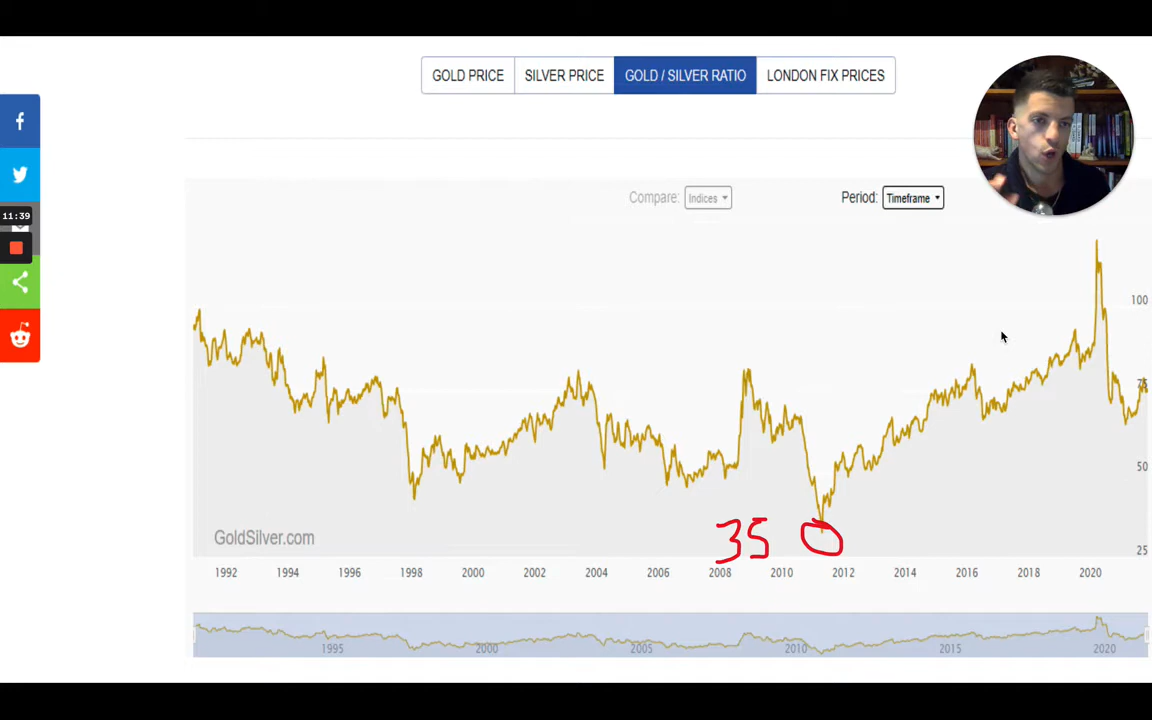 GOLD PRICE SILVER PRICE GOLD / SILVER RATIO LONDON FIX PRICES
Compare: Indices Period: Timeframe
11:39
100
75
50
25
35
GoldSilver.com
1992 1994 1996 1998 2000 2002 2004 2006 2008 2010 2012 2014 2016 2018 2020
1995 2000 2005 2010 2015 2020